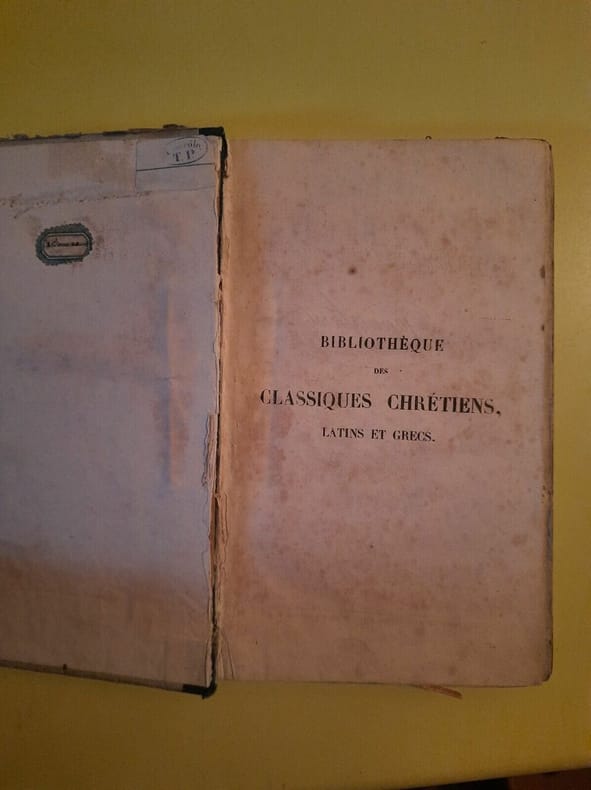 T P
BIBLIOTHÈQUE
DES
CLASSIQUES CHRÉTIENS,
LATINS ET GRECS.